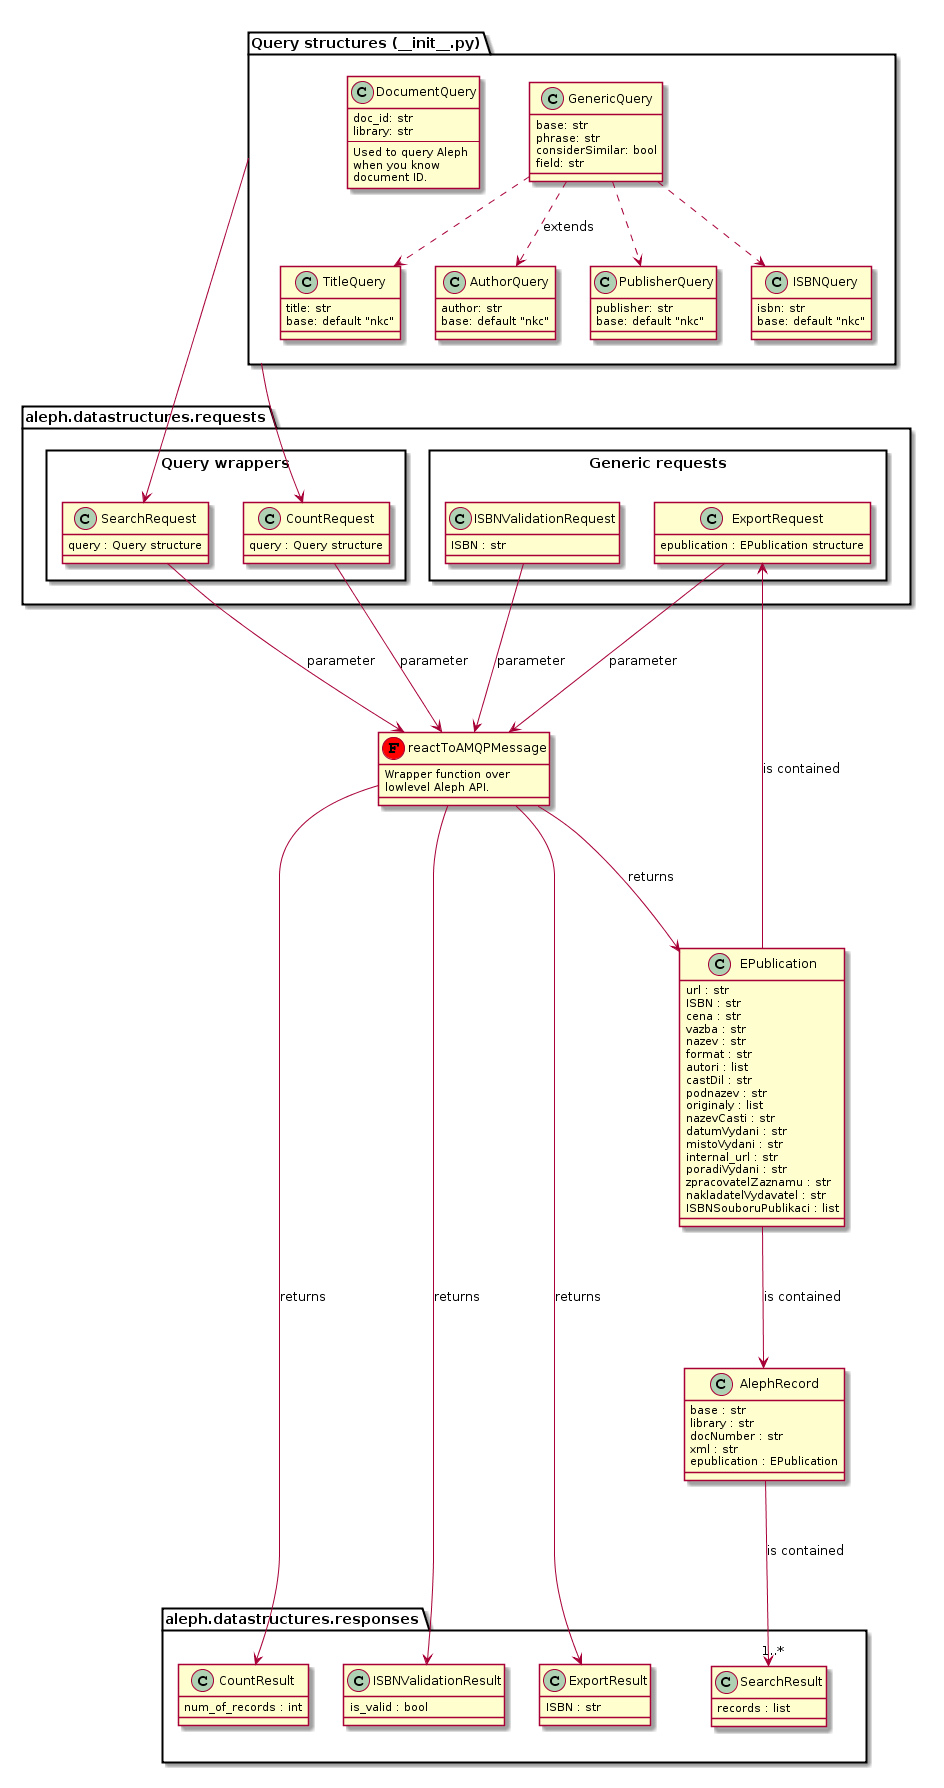 Query structures (__init__.py)
C DocumentQuery
doc_id: str
library: str
Used to query Aleph
when you know
document ID.
C GenericQuery
base: str
phrase: str
considerSimilar: bool
field: str
extends
C TitleQuery
title: str
base: default "nkc"
C AuthorQuery
author: str
base: default "nkc"
C PublisherQuery
publisher: str
base: default "nkc"
C ISBNQuery
isbn: str
base: default "nkc"
aleph.datastructures.requests
Query wrappers
C SearchRequest
query : Query structure
C CountRequest
query : Query structure
Generic requests
C ISBNValidationRequest
ISBN : str
C ExportRequest
epublication : EPublication structure
parameter
parameter
parameter
parameter
F reactToAMQPMessage
Wrapper function over
lowlevel Aleph API.
is contained
returns
C EPublication
url : str
ISBN : str
cena : str
vazba : str
nazev : str
format : str
autori : list
castDil : str
podnazev : str
originaly : list
nazevCasti : str
datumVydani : str
mistoVydani : str
internal_url : str
poradiVydani : str
zpracovatelZaznamu : str
nakladatelVydavatel : str
ISBNSouboruPublikaci : list
returns
returns
returns
is contained
C AlephRecord
base : str
library : str
docNumber : str
xml : str
epublication : EPublication
is contained
aleph.datastructures.responses
1..*
C CountResult
num_of_records : int
C ISBNValidationResult
is_valid : bool
C ExportResult
ISBN : str
C SearchResult
records : list